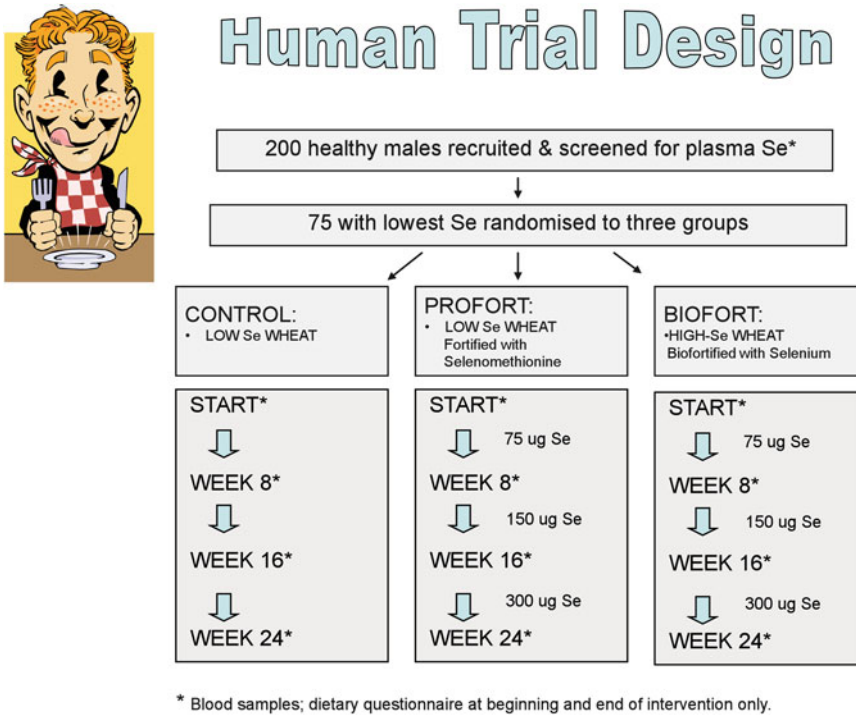 Human Trial Design
200 healthy males recruited & screened for plasma Se*
75 with lowest Se randomised to three groups
CONTROL:
• LOW Se WHEAT
PROFORT:
• LOW Se WHEAT
Fortified with
Selenomethionine
BIOFORT:
•HIGH-Se WHEAT
Biofortified with Selenium
START*
WEEK 8*
WEEK 16*
WEEK 24*
START*
75 ug Se
WEEK 8*
150 ug Se
WEEK 16*
300 ug Se
WEEK 24*
START*
75 ug Se
WEEK 8*
150 ug Se
WEEK 16*
300 ug Se
WEEK 24*
* Blood samples; dietary questionnaire at beginning and end of intervention only.